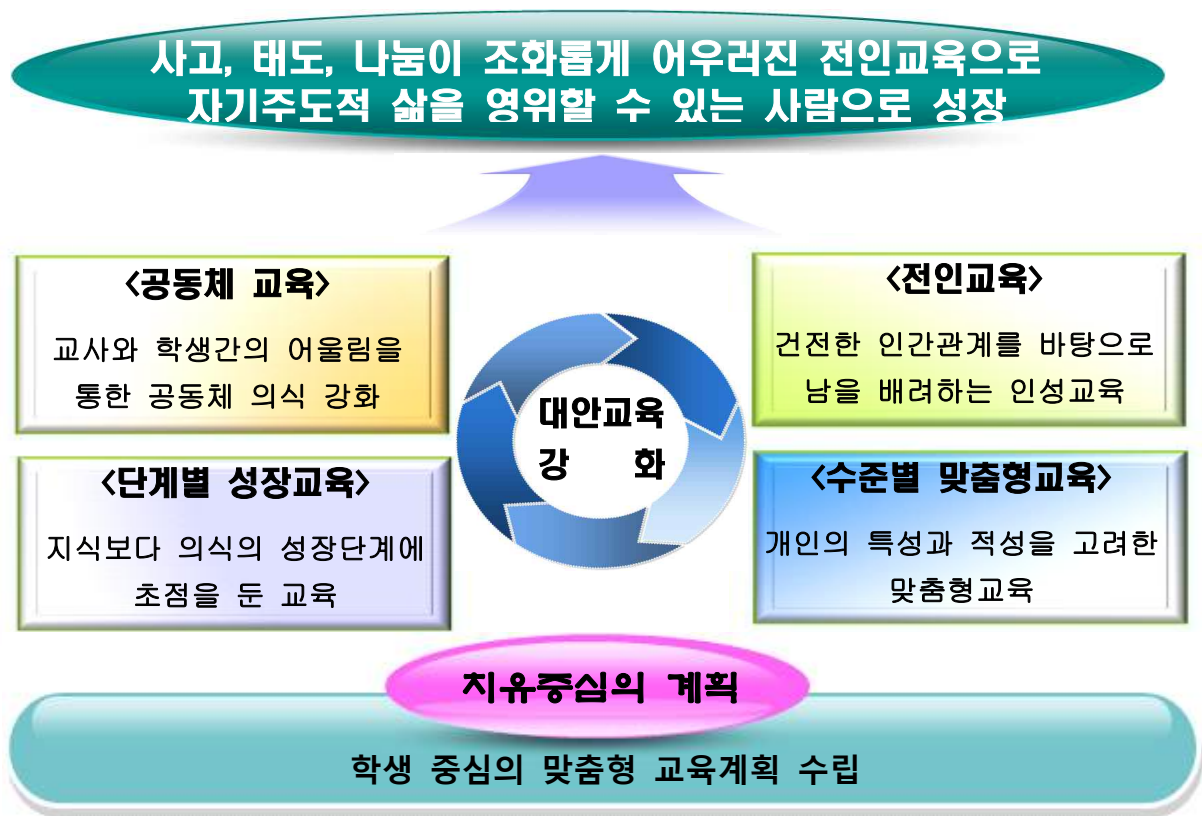 사고, 태도, 나눔이 조화롭게 어우러진 전인교육으로
자기주도적 삶을 영위할 수 있는 사람으로 성장
<공동체 교육>
교사와 학생간의 어울림을
통한 공동체 의식 강화
<전인교육>
건전한 인간관계를 바탕으로
남을 배려하는 인성교육
대안교육
강 화
<단계별 성장교육>
지식보다 의식의 성장단계에
초점을 둔 교육
<수준별 맞춤형교육>
개인의 특성과 적성을 고려한
맞춤형교육
치유중심의 계획
학생 중심의 맞춤형 교육계획 수립